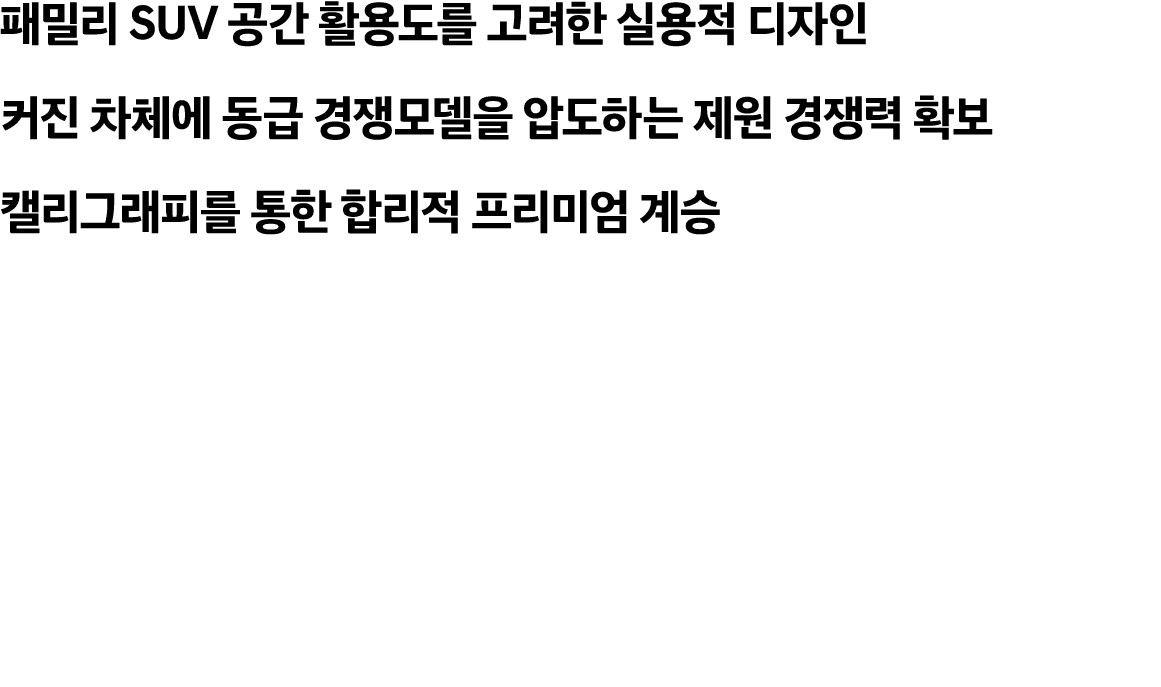 패밀리 SUV 공간 활용도를 고려한 실용적 디자인
커진 차체에 동급 경쟁모델을 압도하는 제원 경쟁력 확보
캘리그래피를 통한 합리적 프리미엄 계승